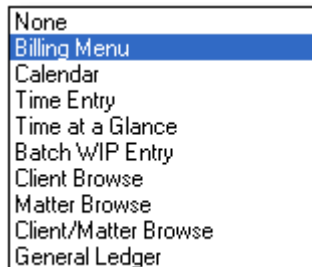 None
Billing Menu
Calendar
Time Entry
Time at a Glance
Batch WIP Entry
Client Browse
Matter Browse
Client/Matter Browse
General Ledger